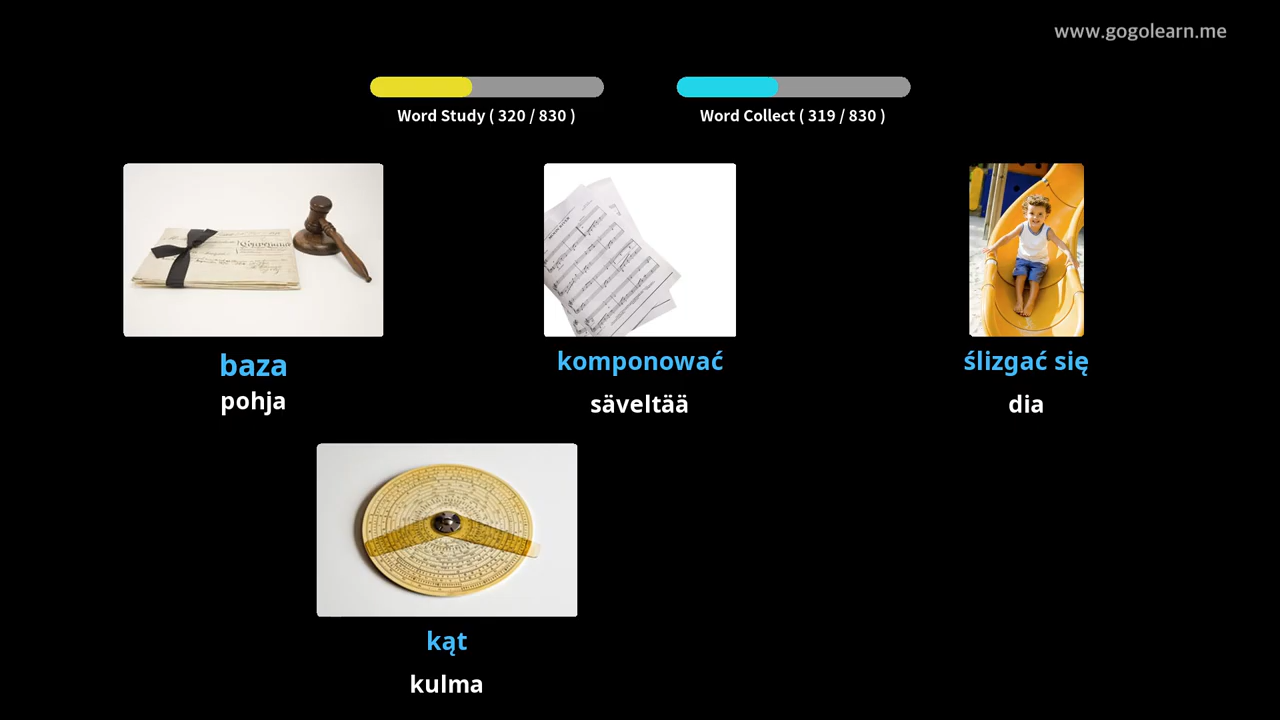 www.gogolearn.me
Word Study ( 320 / 830 )
Word Collect ( 319 / 830 )
baza
pohja
komponować
säveltää
ślizgać się
dia
kąt
kulma